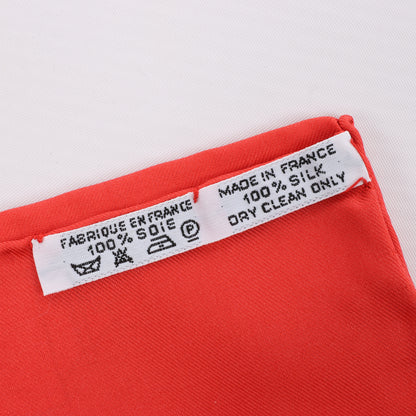 FABRIQUE EN FRANCE
100% SOIE
P
MADE IN FRANCE
100% SILK
DRY CLEAN ONLY